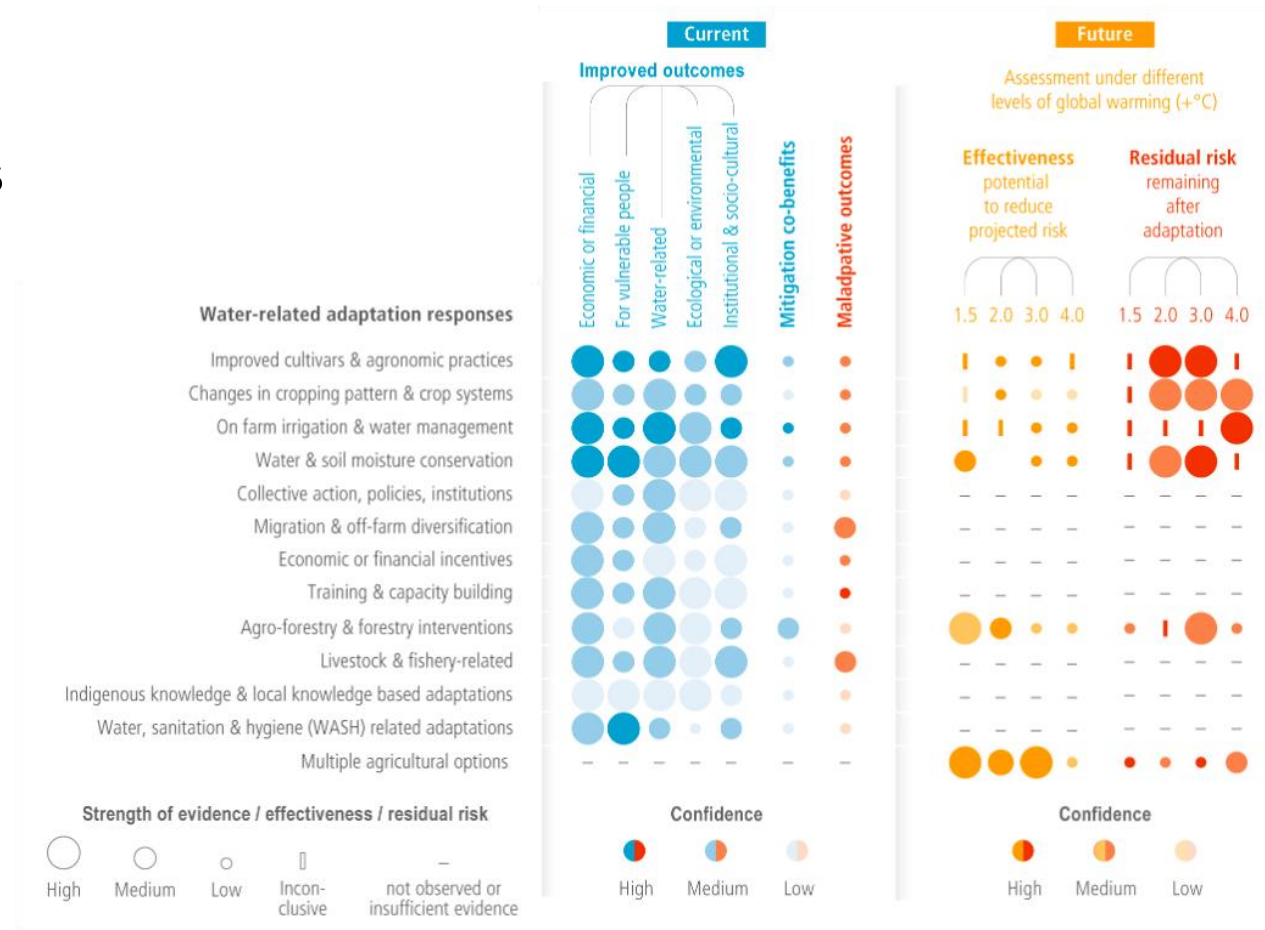 Current
Future
Improved outcomes
Assessment under different
levels of global warming (+°C)
Economic or financial
For vulnerable people
Water-related
Ecological or environmental
Institutional & socio-cultural
Mitigation co-benefits
Maladpative outcomes
Effectiveness
potential
to reduce
projected risk
Residual risk
remaining
after
adaptation
Water-related adaptation responses
1.5 2.0 3.0 4.0
1.5 2.0 3.0 4.0
Improved cultivars & agronomic practices
Changes in cropping pattern & crop systems
On farm irrigation & water management
Water & soil moisture conservation
Collective action, policies, institutions
Migration & off-farm diversification
Economic or financial incentives
Training & capacity building
Agro-forestry & forestry interventions
Livestock & fishery-related
Indigenous knowledge & local knowledge based adaptations
Water, sanitation & hygiene (WASH) related adaptations
Multiple agricultural options
Strength of evidence / effectiveness / residual risk
High
Medium
Low
Incon-
clusive
not observed or
insufficient evidence
Confidence
High
Medium
Low
Confidence
High
Medium
Low